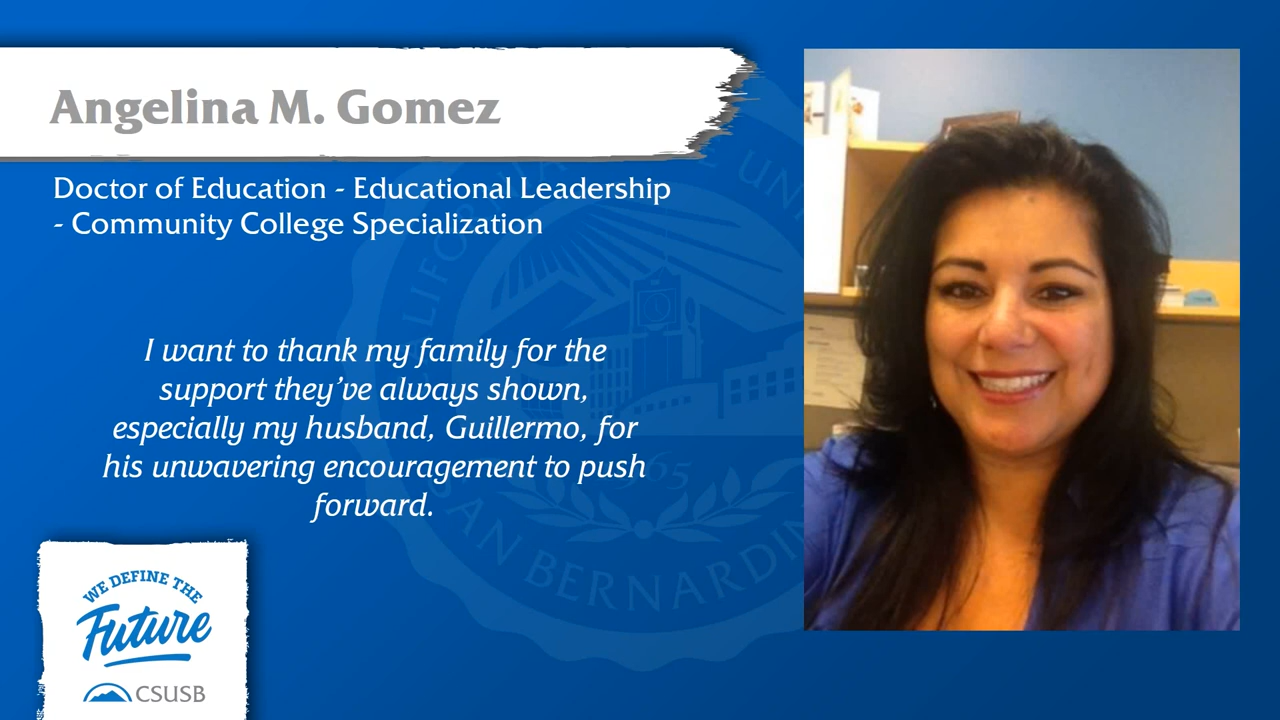 Angelina M. Gomez
Doctor of Education - Educational Leadership
- Community College Specialization
I want to thank my family for the
support they've always shown,
especially my husband, Guillermo, for
his unwavering encouragement to push
forward.
WE DEFINE THE
Future
CSUSB
SAN BERNARDIN